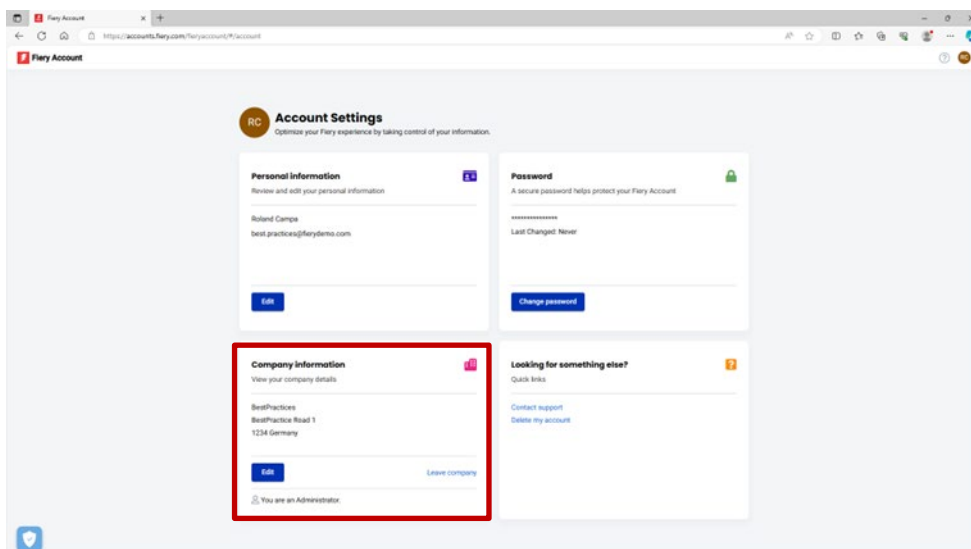 Fiery Account
https://accounts.fiery.com/fieryaccount/#/account
Fiery Account
RC
RC
Account Settings
Optimize your Fiery experience by taking control of your information.
Personal information
Review and edit your personal information
Roland Campa
best.practices@fierydemo.com
Edit
Password
A secure password helps protect your Fiery Account
***************
Last Changed: Never
Change password
Company information
View your company details
BestPractices
BestPractice Road 1
1234 Germany
Edit
Leave company
You are an Administrator.
Looking for something else?
Quick links
Contact support
Delete my account